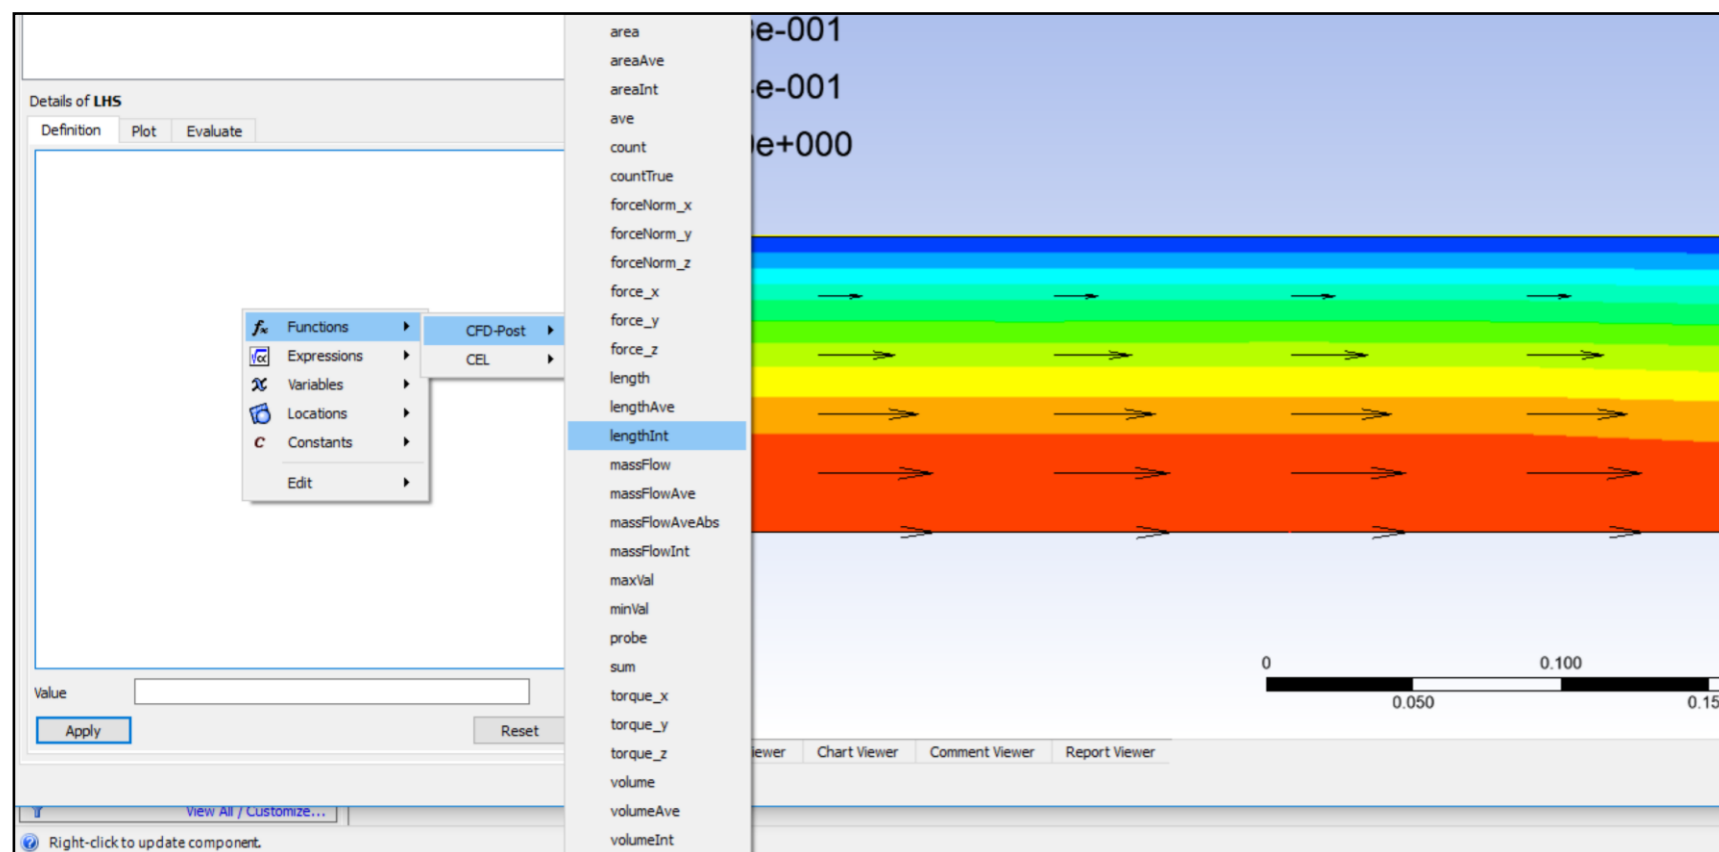 Details of LHS
Definition Plot Evaluate
Functions
Expressions
Variables
Locations
Constants
Edit
CFD-Post
CEL
area
areaAve
areaInt
ave
count
countTrue
forceNorm_x
forceNorm_y
forceNorm_z
force_x
force_y
force_z
length
lengthAve
lengthInt
massFlow
massFlowAve
massFlowAveAbs
massFlowInt
maxVal
minVal
probe
sum
torque_x
torque_y
torque_z
volume
volumeAve
volumeInt
e-001
e-001
e+000
0 0.100
0.050 0.15
Value
Apply Reset
iewer Chart Viewer Comment Viewer Report Viewer
View All / Customize...
Right-click to update component.